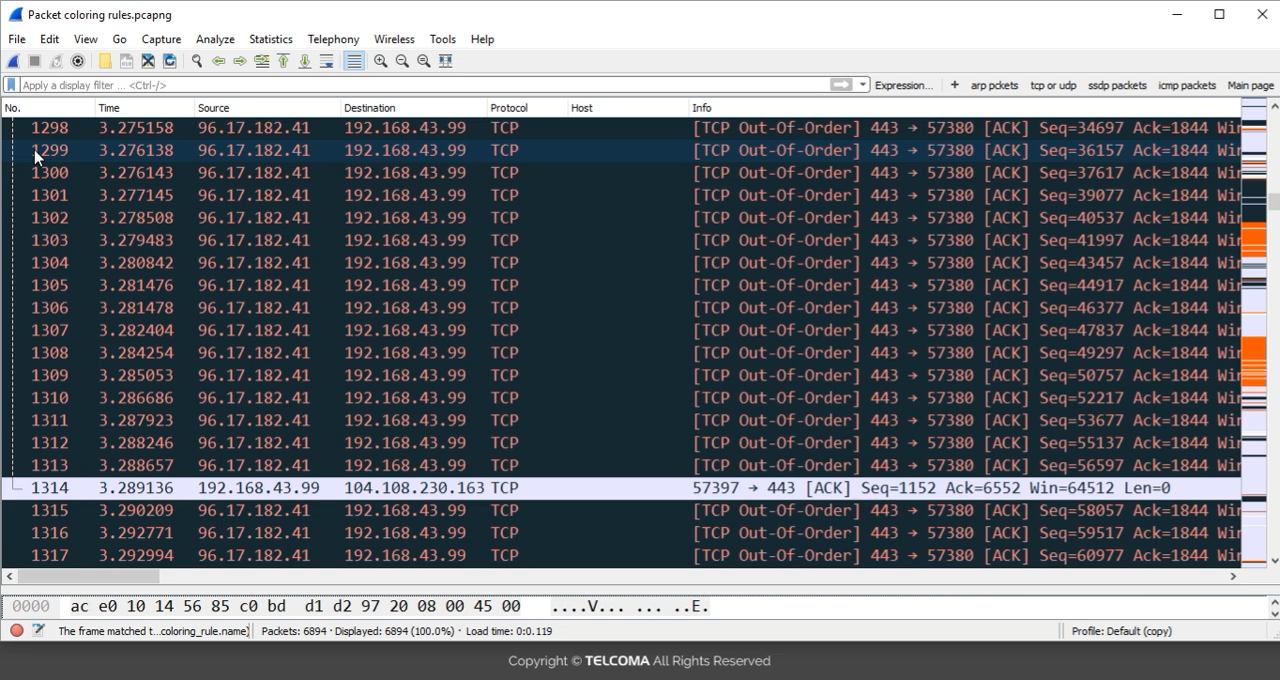 Packet coloring rules.pcapng
File Edit View Go Capture Analyze Statistics Telephony Wireless Tools Help
Apply a display filter ... <Ctrl-/> Expression... + arp pckets tcp or udp ssdp packets icmp packets Main page
No. Time Source Destination Protocol Host Info
1298 3.275158 96.17.182.41 192.168.43.99 TCP [TCP Out-Of-Order] 443 → 57380 [ACK] Seq=34697 Ack=1844 Win
1299 3.276138 96.17.182.41 192.168.43.99 TCP [TCP Out-Of-Order] 443 → 57380 [ACK] Seq=36157 Ack=1844 Win
1300 3.276143 96.17.182.41 192.168.43.99 TCP [TCP Out-Of-Order] 443 → 57380 [ACK] Seq=37617 Ack=1844 Win
1301 3.277145 96.17.182.41 192.168.43.99 TCP [TCP Out-Of-Order] 443 → 57380 [ACK] Seq=39077 Ack=1844 Win
1302 3.278508 96.17.182.41 192.168.43.99 TCP [TCP Out-Of-Order] 443 → 57380 [ACK] Seq=40537 Ack=1844 Win
1303 3.279483 96.17.182.41 192.168.43.99 TCP [TCP Out-Of-Order] 443 → 57380 [ACK] Seq=41997 Ack=1844 Win
1304 3.280842 96.17.182.41 192.168.43.99 TCP [TCP Out-Of-Order] 443 → 57380 [ACK] Seq=43457 Ack=1844 Win
1305 3.281476 96.17.182.41 192.168.43.99 TCP [TCP Out-Of-Order] 443 → 57380 [ACK] Seq=44917 Ack=1844 Win
1306 3.281478 96.17.182.41 192.168.43.99 TCP [TCP Out-Of-Order] 443 → 57380 [ACK] Seq=46377 Ack=1844 Win
1307 3.282404 96.17.182.41 192.168.43.99 TCP [TCP Out-Of-Order] 443 → 57380 [ACK] Seq=47837 Ack=1844 Win
1308 3.284254 96.17.182.41 192.168.43.99 TCP [TCP Out-Of-Order] 443 → 57380 [ACK] Seq=49297 Ack=1844 Win
1309 3.285053 96.17.182.41 192.168.43.99 TCP [TCP Out-Of-Order] 443 → 57380 [ACK] Seq=50757 Ack=1844 Win
1310 3.286686 96.17.182.41 192.168.43.99 TCP [TCP Out-Of-Order] 443 → 57380 [ACK] Seq=52217 Ack=1844 Win
1311 3.287923 96.17.182.41 192.168.43.99 TCP [TCP Out-Of-Order] 443 → 57380 [ACK] Seq=53677 Ack=1844 Win
1312 3.288246 96.17.182.41 192.168.43.99 TCP [TCP Out-Of-Order] 443 → 57380 [ACK] Seq=55137 Ack=1844 Win
1313 3.288657 96.17.182.41 192.168.43.99 TCP [TCP Out-Of-Order] 443 → 57380 [ACK] Seq=56597 Ack=1844 Win
1314 3.289136 192.168.43.99 104.108.230.163 TCP 57397 → 443 [ACK] Seq=1152 Ack=6552 Win=64512 Len=0
1315 3.290209 96.17.182.41 192.168.43.99 TCP [TCP Out-Of-Order] 443 → 57380 [ACK] Seq=58057 Ack=1844 Win
1316 3.292771 96.17.182.41 192.168.43.99 TCP [TCP Out-Of-Order] 443 → 57380 [ACK] Seq=59517 Ack=1844 Win
1317 3.292994 96.17.182.41 192.168.43.99 TCP [TCP Out-Of-Order] 443 → 57380 [ACK] Seq=60977 Ack=1844 Win
0000 ac e0 10 14 56 85 c0 bd d1 d2 97 20 08 00 45 00 ....V... ... ..E.
The frame matched t...coloring_rule.name) Packets: 6894 · Displayed: 6894 (100.0%) · Load time: 0:0.119 Profile: Default (copy)
Copyright © TELCOMA All Rights Reserved